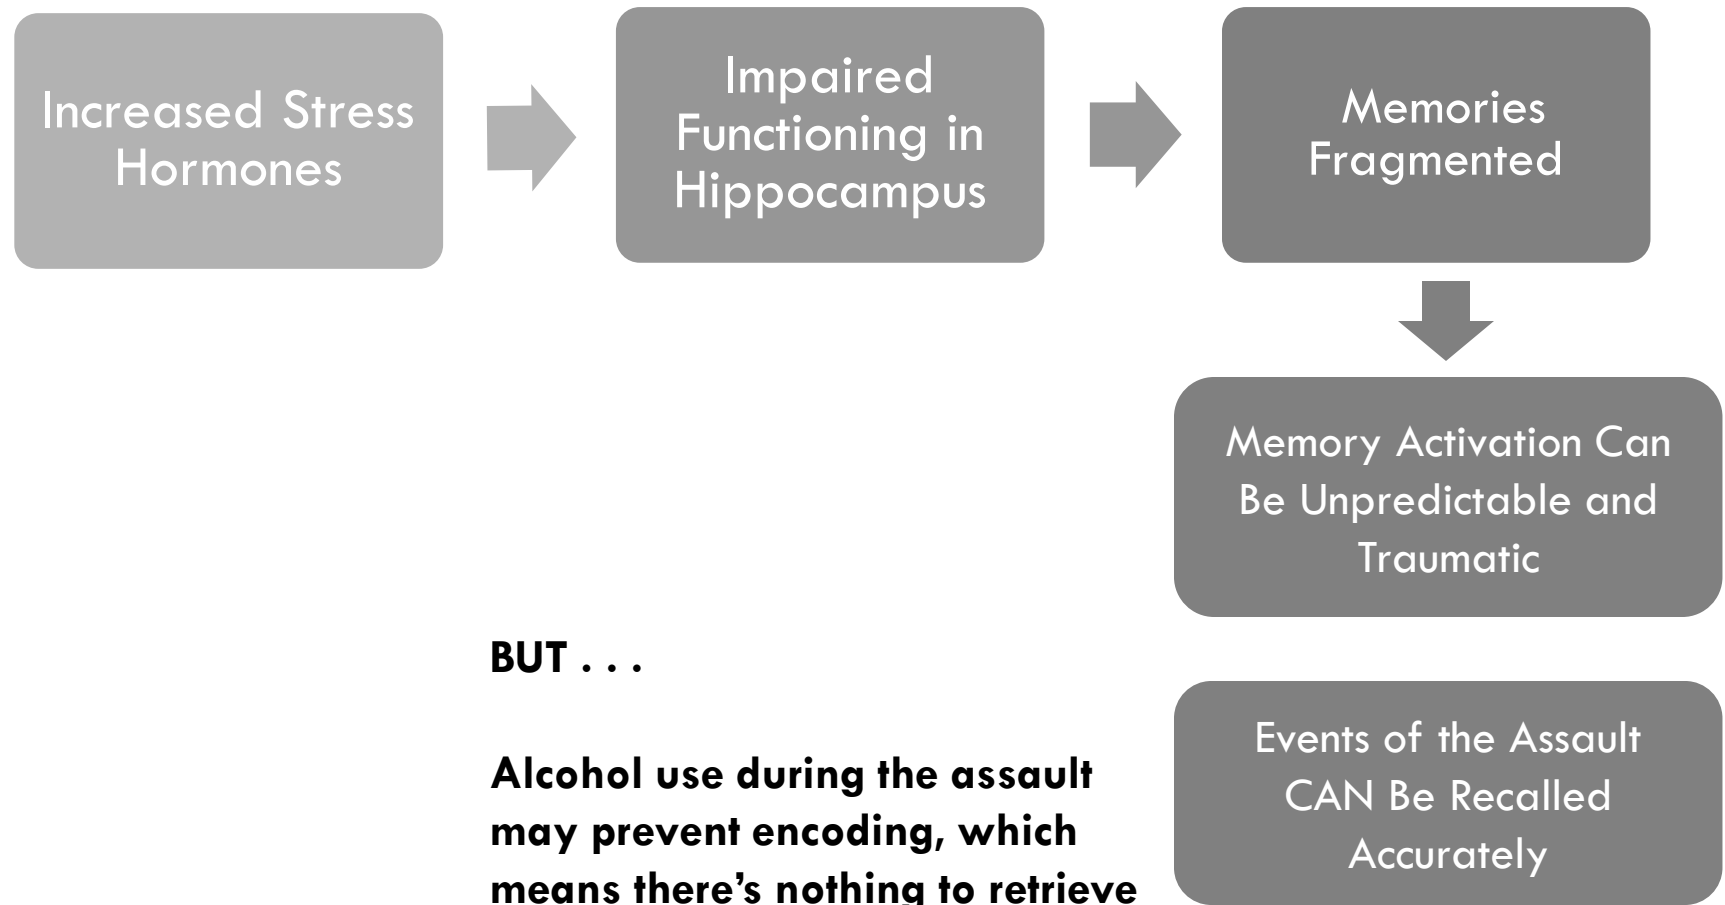 Increased Stress
Hormones
Impaired
Functioning in
Hippocampus
Memories
Fragmented
Memory Activation Can
Be Unpredictable and
Traumatic
BUT . . .
Alcohol use during the assault
may prevent encoding, which
means there’s nothing to retrieve
Events of the Assault
CAN Be Recalled
Accurately